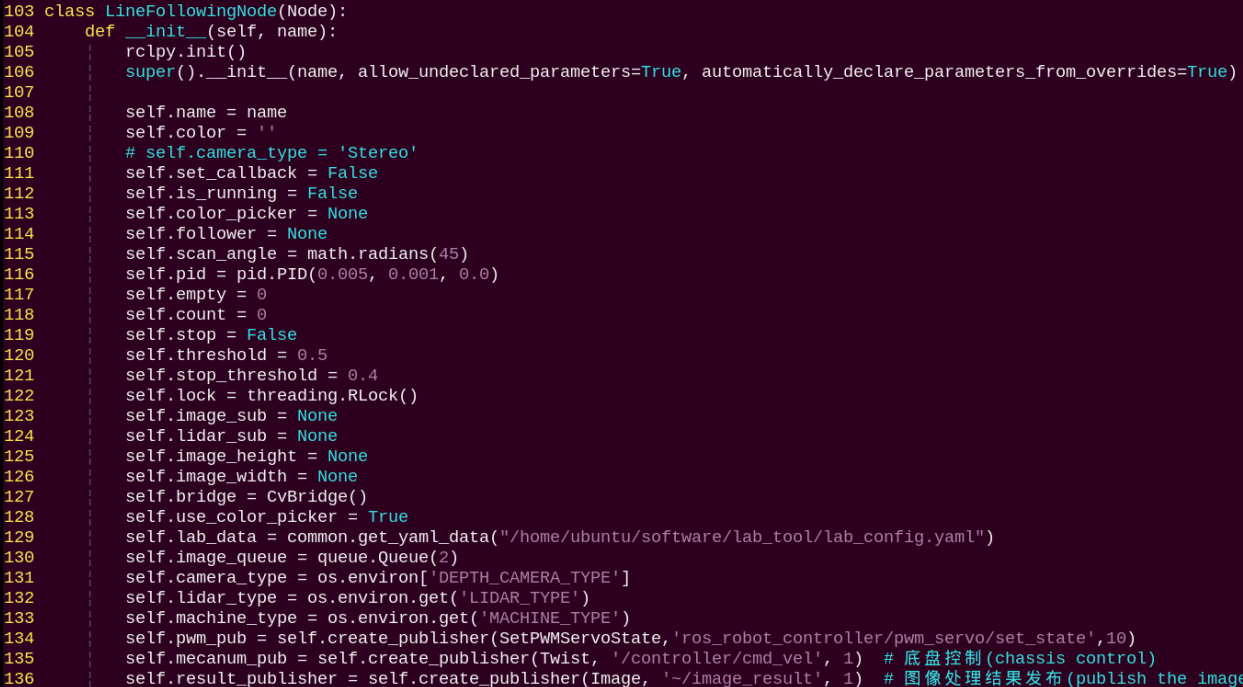 103 class LineFollowingNode(Node):
104     def __init__(self, name):
105         rclpy.init()
106         super().__init__(name, allow_undeclared_parameters=True, automatically_declare_parameters_from_overrides=True)
107
108         self.name = name
109         self.color = ''
110         # self.camera_type = 'Stereo'
111         self.set_callback = False
112         self.is_running = False
113         self.color_picker = None
114         self.follower = None
115         self.scan_angle = math.radians(45)
116         self.pid = pid.PID(0.005, 0.001, 0.0)
117         self.empty = 0
118         self.count = 0
119         self.stop = False
120         self.threshold = 0.5
121         self.stop_threshold = 0.4
122         self.lock = threading.RLock()
123         self.image_sub = None
124         self.lidar_sub = None
125         self.image_height = None
126         self.image_width = None
127         self.bridge = CvBridge()
128         self.use_color_picker = True
129         self.lab_data = common.get_yaml_data("/home/ubuntu/software/lab_tool/lab_config.yaml")
130         self.image_queue = queue.Queue(2)
131         self.camera_type = os.environ['DEPTH_CAMERA_TYPE']
132         self.lidar_type = os.environ.get('LIDAR_TYPE')
133         self.machine_type = os.environ.get('MACHINE_TYPE')
134         self.pwm_pub = self.create_publisher(SetPWMServoState,'ros_robot_controller/pwm_servo/set_state',10)
135         self.mecanum_pub = self.create_publisher(Twist, '/controller/cmd_vel', 1)  # 底盘控制(chassis control)
136         self.result_publisher = self.create_publisher(Image, '~/image_result', 1)  # 图像处理结果发布(publish the image